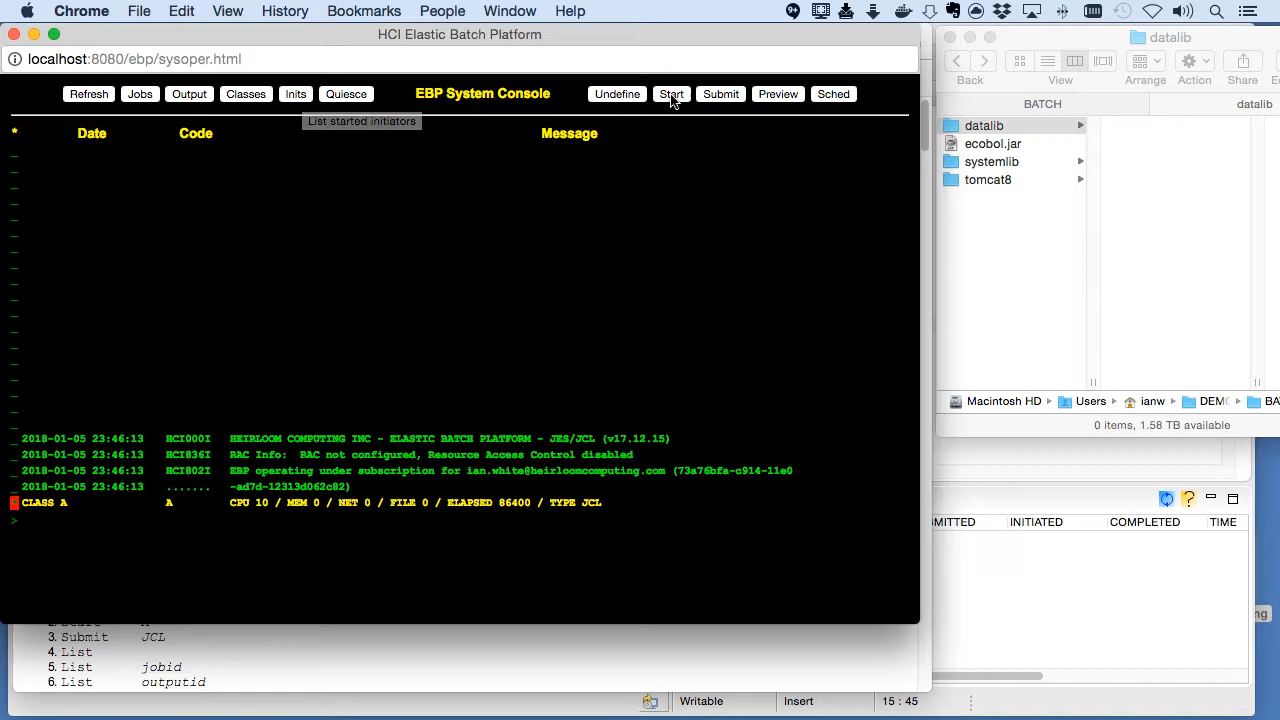 Chrome File Edit View History Bookmarks People Window Help
HCI Elastic Batch Platform
localhost:8080/ebp/sysoper.html
Refresh Jobs Output Classes Inits Quiesce EBP System Console Undefine Start Submit Preview Sched
List started initiators
* Date Code Message
2018-01-05 23:46:13 HCI000I HEIRLOOM COMPUTING INC - ELASTIC BATCH PLATFORM - JES/JCL (v17.12.15)
2018-01-05 23:46:13 HCI836I RAC Info: RAC not configured, Resource Access Control disabled
2018-01-05 23:46:13 HCI802I EBP operating under subscription for ian.white@heirloomcomputing.com (73a76bfa-c914-11e0
2018-01-05 23:46:13 ....... -ad7d-12313d062c82)
CLASS A A CPU 10 / MEM 0 / NET 0 / FILE 0 / ELAPSED 86400 / TYPE JCL
>
3. Submit JCL
4. List
5. List jobid
6. List outputid
Writable Insert 15 : 45
datalib
Back View Arrange Action Share
BATCH datalib
datalib
ecobol.jar
systemlib
tomcat8
Macintosh HD Users ianw DEMO BA
0 items, 1.58 TB available
MITTED INITIATED COMPLETED TIME
ng